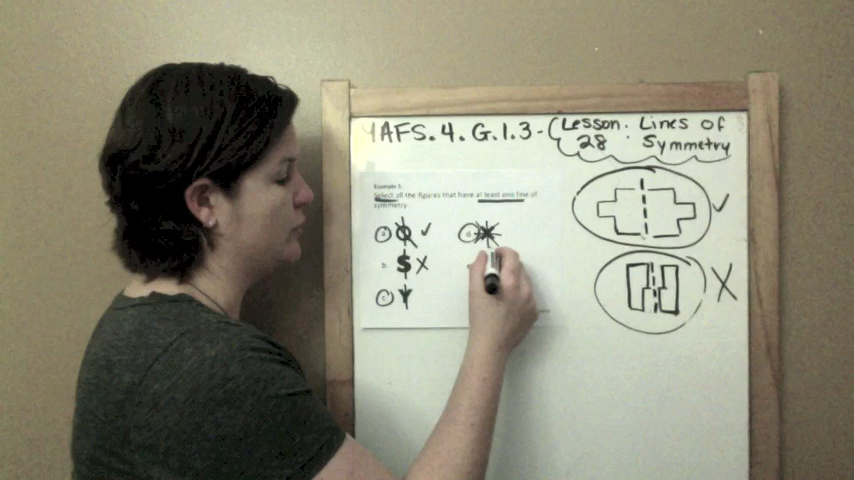 MAFS.4.G.1.3-
Lesson: Lines of
28 : Symmetry
Example 1:
Select all the figures that have at least one line of
symmetry.
a.
d.
b. $
c. Y